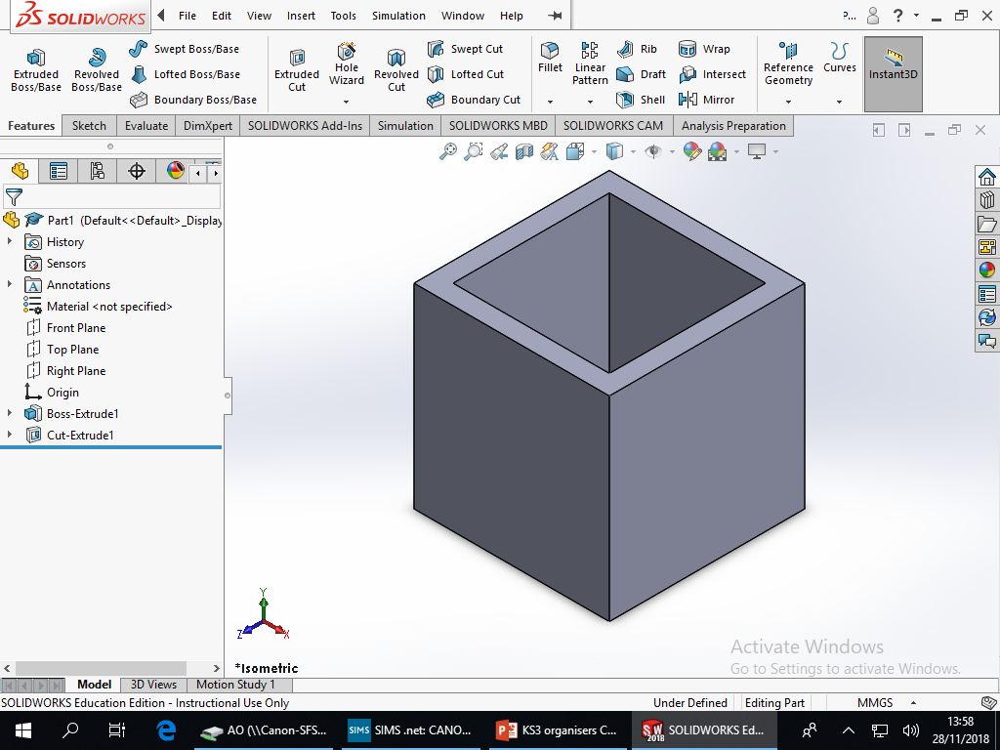 SOLIDWORKS
File Edit View Insert Tools Simulation Window Help
P... ?
Extruded Boss/Base
Revolved Boss/Base
Swept Boss/Base
Lofted Boss/Base
Boundary Boss/Base
Extruded Cut
Hole Wizard
Revolved Cut
Swept Cut
Lofted Cut
Boundary Cut
Fillet
Linear Pattern
Rib
Draft
Shell
Wrap
Intersect
Mirror
Reference Geometry
Curves
Instant3D
Features Sketch Evaluate DimXpert SOLIDWORKS Add-Ins Simulation SOLIDWORKS MBD SOLIDWORKS CAM Analysis Preparation
Part1 (Default<<Default>_Display
History
Sensors
Annotations
Material <not specified>
Front Plane
Top Plane
Right Plane
Origin
Boss-Extrude1
Cut-Extrude1
Y
Z
X
*Isometric
Activate Windows
Go to Settings to activate Windows.
Model 3D Views Motion Study 1
SOLIDWORKS Education Edition - Instructional Use Only
Under Defined Editing Part MMGS
AO (\\Canon-SFS...
SIMS SIMS .net: CANO...
KS3 organisers C...
SW 2018 SOLIDWORKS Ed...
13:58
28/11/2018